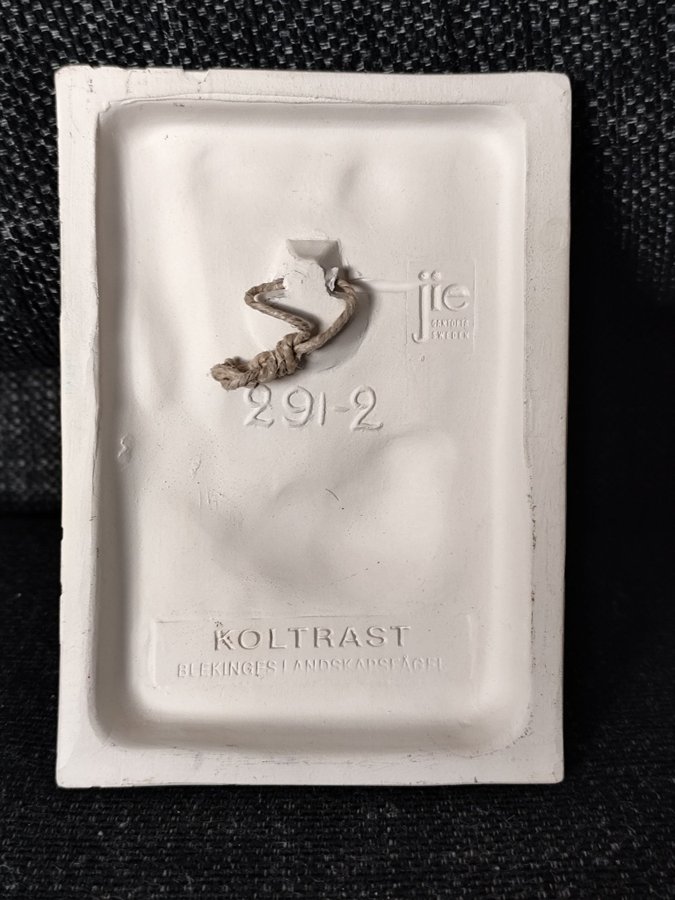 jie
GANTOFTA
SWEDEN
291-2
KOLTRAST
BLEKINGES LANDSKAPSFÅGEL